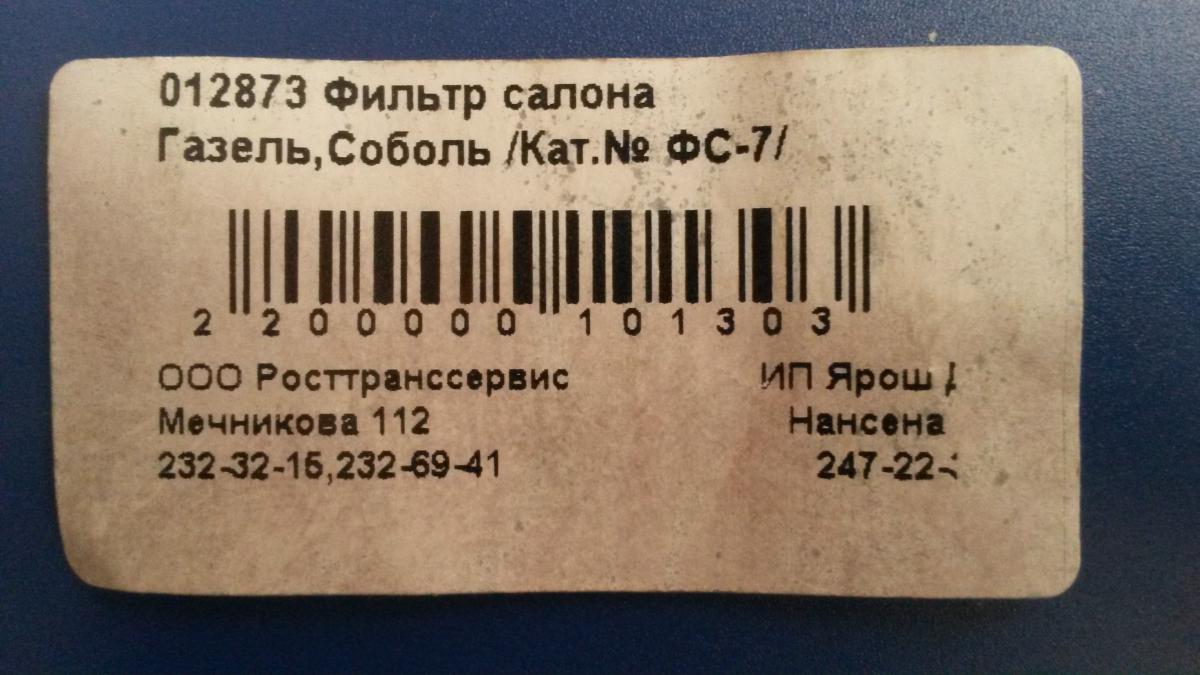 012873 Фильтр салона
Газель,Соболь /Кат.№ ФС-7/
2 200000 101303
ООО Росттранссервис ИП Ярош
Мечникова 112 Нансена
232-32-15,232-69-41 247-22-